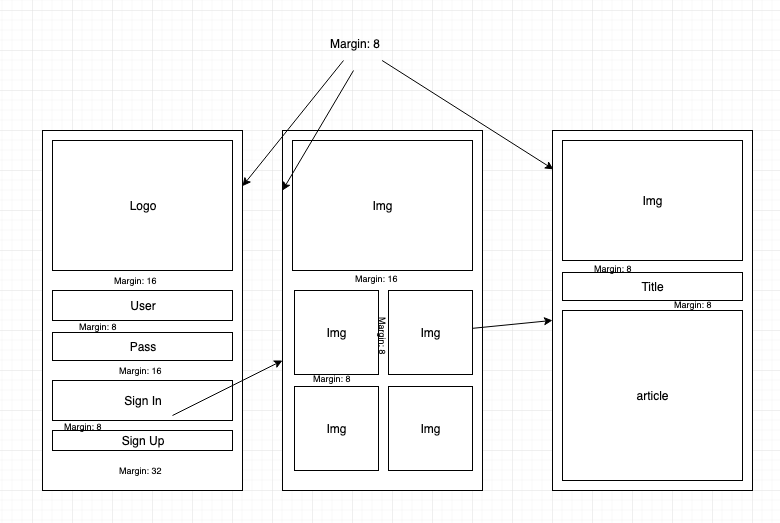 Margin: 8
Logo
Margin: 16
User
Margin: 8
Pass
Margin: 16
Sign In
Margin: 8
Sign Up
Margin: 32
Img
Margin: 16
Img
Margin: 8
Img
Margin: 8
Img
Img
Img
Margin: 8
Title
Margin: 8
article